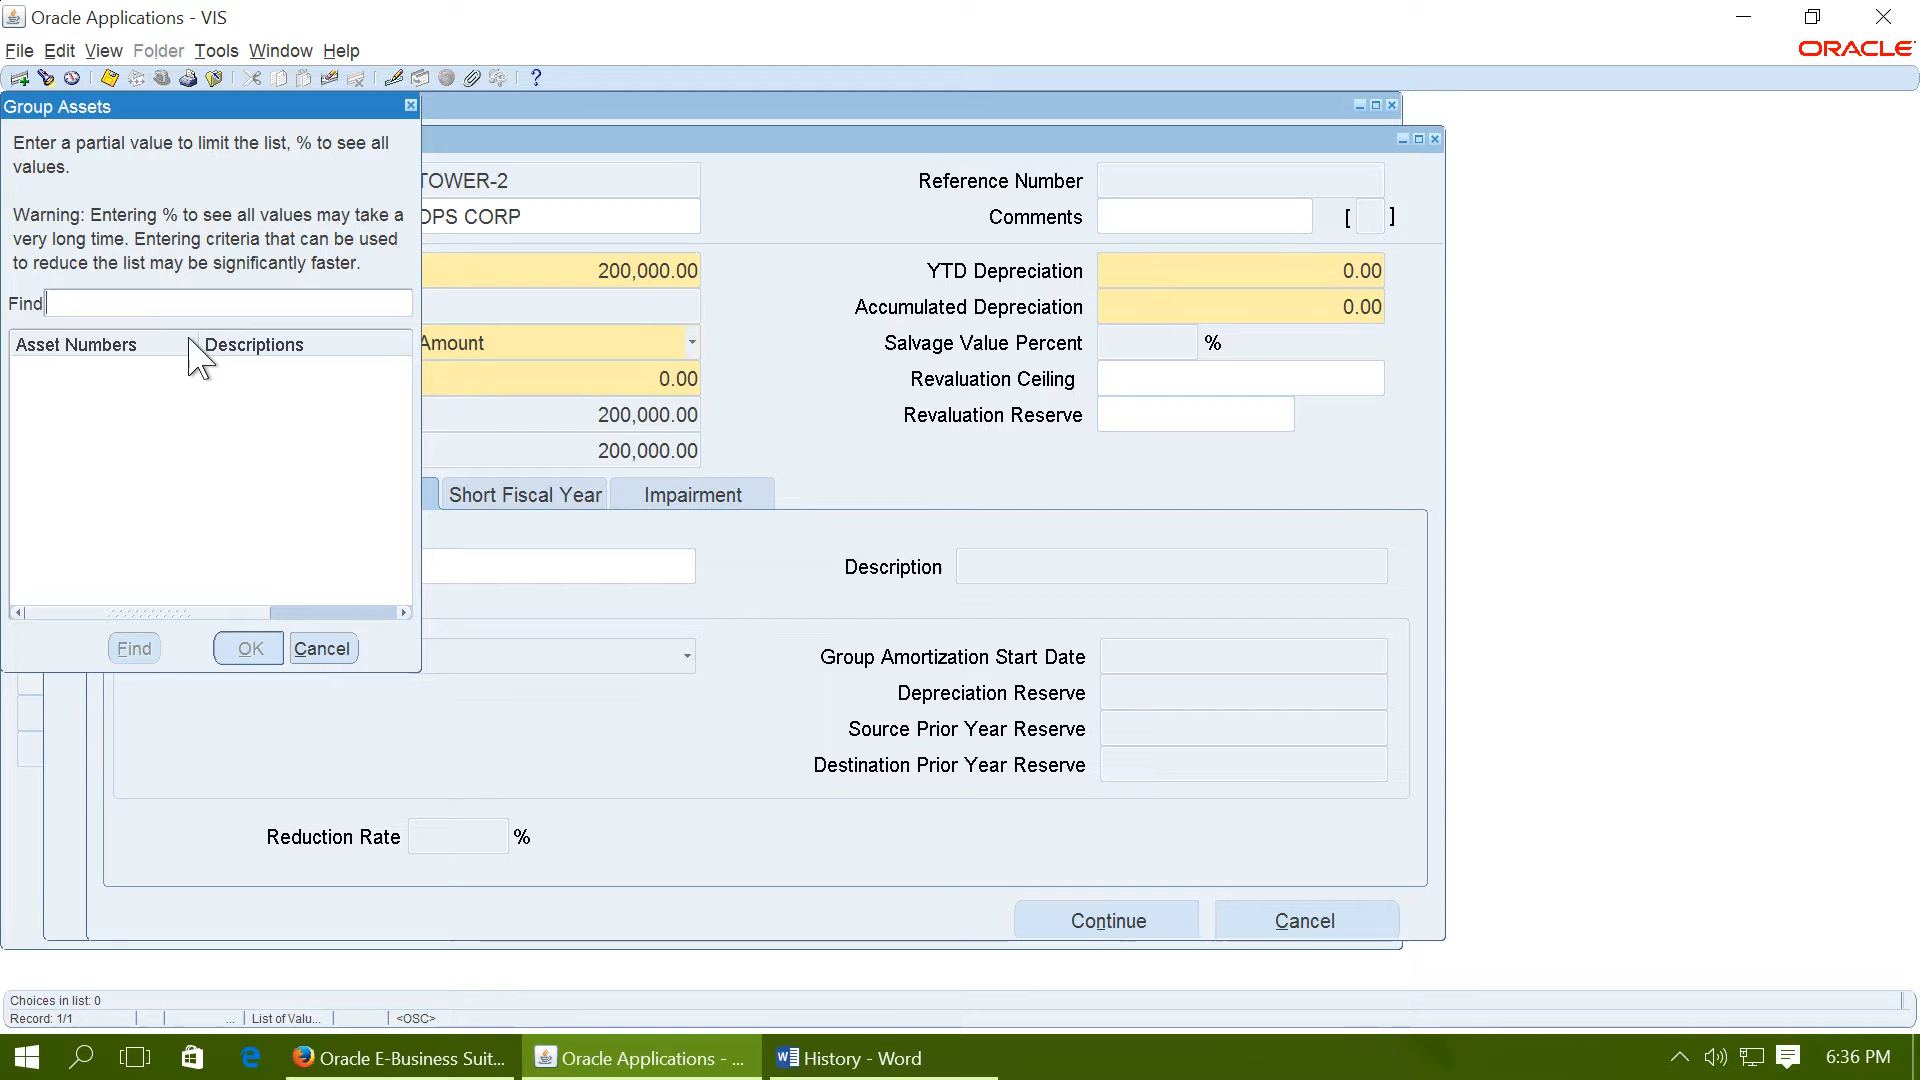 Oracle Applications - VIS
File Edit View Folder Tools Window Help
ORACLE
Group Assets
Enter a partial value to limit the list, % to see all
values.
Warning: Entering % to see all values may take a
very long time. Entering criteria that can be used
to reduce the list may be significantly faster.
Find
Asset Numbers Descriptions
Find OK Cancel
TOWER-2 Reference Number
OPS CORP Comments [ ]
200,000.00 YTD Depreciation 0.00
Accumulated Depreciation 0.00
Amount Salvage Value Percent %
0.00 Revaluation Ceiling
200,000.00 Revaluation Reserve
200,000.00
Short Fiscal Year Impairment
Description
Group Amortization Start Date
Depreciation Reserve
Source Prior Year Reserve
Destination Prior Year Reserve
Reduction Rate %
Continue Cancel
Choices in list: 0
Record: 1/1 ... List of Valu... <OSC>
Oracle E-Business Suit... Oracle Applications - ... History - Word 6:36 PM